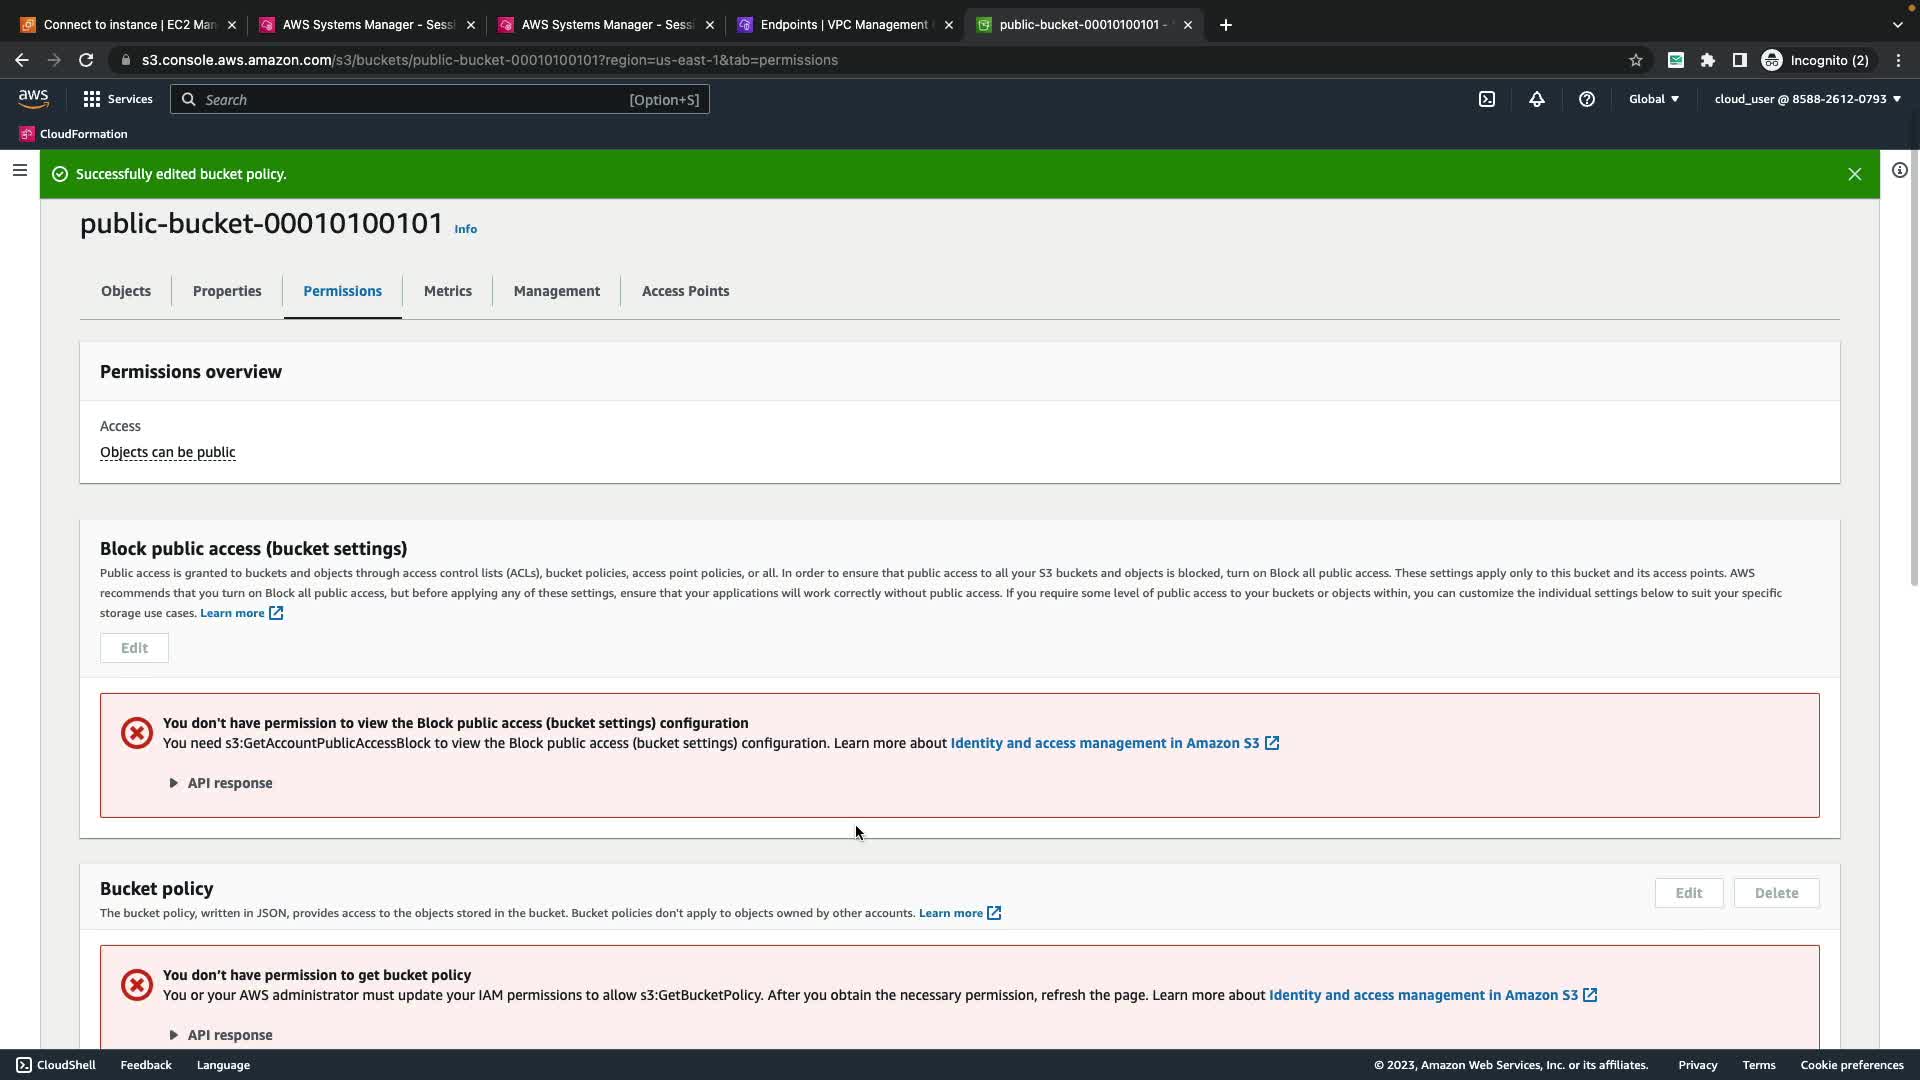 Connect to instance | EC2 Man
AWS Systems Manager - Sessi
AWS Systems Manager - Sessi
Endpoints | VPC Management
public-bucket-00010100101 -
s3.console.aws.amazon.com/s3/buckets/public-bucket-00010100101?region=us-east-1&tab=permissions
Incognito (2)
aws
Services
Search
[Option+S]
Global
cloud_user @ 8588-2612-0793
CloudFormation
Successfully edited bucket policy.
public-bucket-00010100101 Info
Objects
Properties
Permissions
Metrics
Management
Access Points
Permissions overview
Access
Objects can be public
Block public access (bucket settings)
Public access is granted to buckets and objects through access control lists (ACLs), bucket policies, access point policies, or all. In order to ensure that public access to all your S3 buckets and objects is blocked, turn on Block all public access. These settings apply only to this bucket and its access points. AWS
recommends that you turn on Block all public access, but before applying any of these settings, ensure that your applications will work correctly without public access. If you require some level of public access to your buckets or objects within, you can customize the individual settings below to suit your specific
storage use cases. Learn more
Edit
You don't have permission to view the Block public access (bucket settings) configuration
You need s3:GetAccountPublicAccessBlock to view the Block public access (bucket settings) configuration. Learn more about Identity and access management in Amazon S3
API response
Bucket policy
Edit
Delete
The bucket policy, written in JSON, provides access to the objects stored in the bucket. Bucket policies don't apply to objects owned by other accounts. Learn more
You don’t have permission to get bucket policy
You or your AWS administrator must update your IAM permissions to allow s3:GetBucketPolicy. After you obtain the necessary permission, refresh the page. Learn more about Identity and access management in Amazon S3
API response
CloudShell
Feedback
Language
© 2023, Amazon Web Services, Inc. or its affiliates.
Privacy
Terms
Cookie preferences